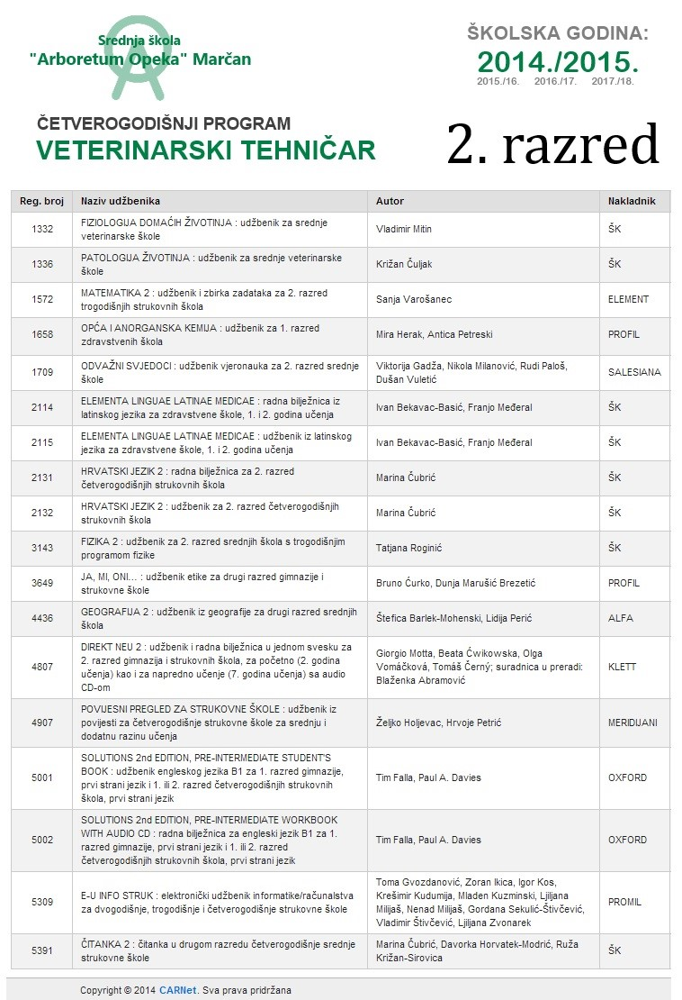 Srednja škola
"Arboretum Opeka" Marčan
ŠKOLSKA GODINA:
2014./2015.
2015./16. 2016./17. 2017./18.
ČETVEROGODIŠNJI PROGRAM
VETERINARSKI TEHNIČAR
2. razred
Reg. broj Naziv udžbenika Autor Nakladnik
1332 FIZIOLOGIJA DOMAĆIH ŽIVOTINJA : udžbenik za srednje
veterinarske škole
Vladimir Mitin ŠK
1336 PATOLOGIJA ŽIVOTINJA : udžbenik za srednje veterinarske
škole
Križan Čuljak ŠK
1572 MATEMATIKA 2 : udžbenik i zbirka zadataka za 2. razred
trogodišnjih strukovnih škola
Sanja Varošanec ELEMENT
1658 OPĆA I ANORGANSKA KEMIJA : udžbenik za 1. razred
zdravstvenih škola
Mira Herak, Antica Petreski PROFIL
1709 ODVAŽNI SVJEDOCI : udžbenik vjeronauka za 2. razred srednje
škole
Viktorija Gadža, Nikola Milanović, Rudi Paloš,
Dušan Vuletić
SALESIANA
2114 ELEMENTA LINGUAE LATINAE MEDICAE : radna bilježnica iz
latinskog jezika za zdravstvene škole, 1. i 2. godina učenja
Ivan Bekavac-Basić, Franjo Međeral ŠK
2115 ELEMENTA LINGUAE LATINAE MEDICAE : udžbenik iz latinskog
jezika za zdravstvene škole, 1. i 2. godina učenja
Ivan Bekavac-Basić, Franjo Međeral ŠK
2131 HRVATSKI JEZIK 2 : radna bilježnica za 2. razred
četverogodišnjih strukovnih škola
Marina Čubrić ŠK
2132 HRVATSKI JEZIK 2 : udžbenik za 2. razred četverogodišnjih
strukovnih škola
Marina Čubrić ŠK
3143 FIZIKA 2 : udžbenik za 2. razred srednjih škola s trogodišnjim
programom fizike
Tatjana Roginić ŠK
3649 JA, MI, ONI... : udžbenik etike za drugi razred gimnazije i
strukovne škole
Bruno Ćurko, Dunja Marušić Brezetić PROFIL
4436 GEOGRAFIJA 2 : udžbenik iz geografije za drugi razred srednjih
škola
Štefica Barlek-Mohenski, Lidija Perić ALFA
4807 DIREKT NEU 2 : udžbenik i radna bilježnica u jednom svesku za
2. razred gimnazija i strukovnih škola, za početno (2. godina
učenja) kao i za napredno učenje (7. godina učenja) sa audio
CD-om
Giorgio Motta, Beata Ćwikowska, Olga
Vomáčková, Tomáš Černý; suradnica u preradi:
Blaženka Abramović
KLETT
4907 POVIJESNI PREGLED ZA STRUKOVNE ŠKOLE : udžbenik iz
povijesti za četverogodišnje strukovne škole za srednju i
dodatnu razinu učenja
Željko Holjevac, Hrvoje Petrić MERIDIJANI
5001 SOLUTIONS 2nd EDITION, PRE-INTERMEDIATE STUDENT'S
BOOK : udžbenik engleskog jezika B1 za 1. razred gimnazije,
prvi strani jezik i 1. ili 2. razred četverogodišnjih strukovnih
škola, prvi strani jezik
Tim Falla, Paul A. Davies OXFORD
5002 SOLUTIONS 2nd EDITION, PRE-INTERMEDIATE WORKBOOK
WITH AUDIO CD : radna bilježnica za engleski jezik B1 za 1.
razred gimnazije, prvi strani jezik i 1. ili 2. razred
četverogodišnjih strukovnih škola, prvi strani jezik
Tim Falla, Paul A. Davies OXFORD
5309 E-U INFO STRUK : elektronički udžbenik informatike/računalstva
za dvogodišnje, trogodišnje i četverogodišnje strukovne škole
Toma Gvozdanović, Zoran Ikica, Igor Kos,
Krešimir Kudumija, Mladen Kuzminski, Ljiljana
Milijaš, Nenad Milijaš, Gordana Sekulić-Štivčević,
Vladimir Štivčević, Ljiljana Zvonarek
PROMIL
5391 ČITANKA 2 : čitanka u drugom razredu četverogodišnje srednje
strukovne škole
Marina Čubrić, Davorka Horvatek-Modrić, Ruža
Križan-Sirovica
ŠK
Copyright © 2014 CARNet. Sva prava pridržana